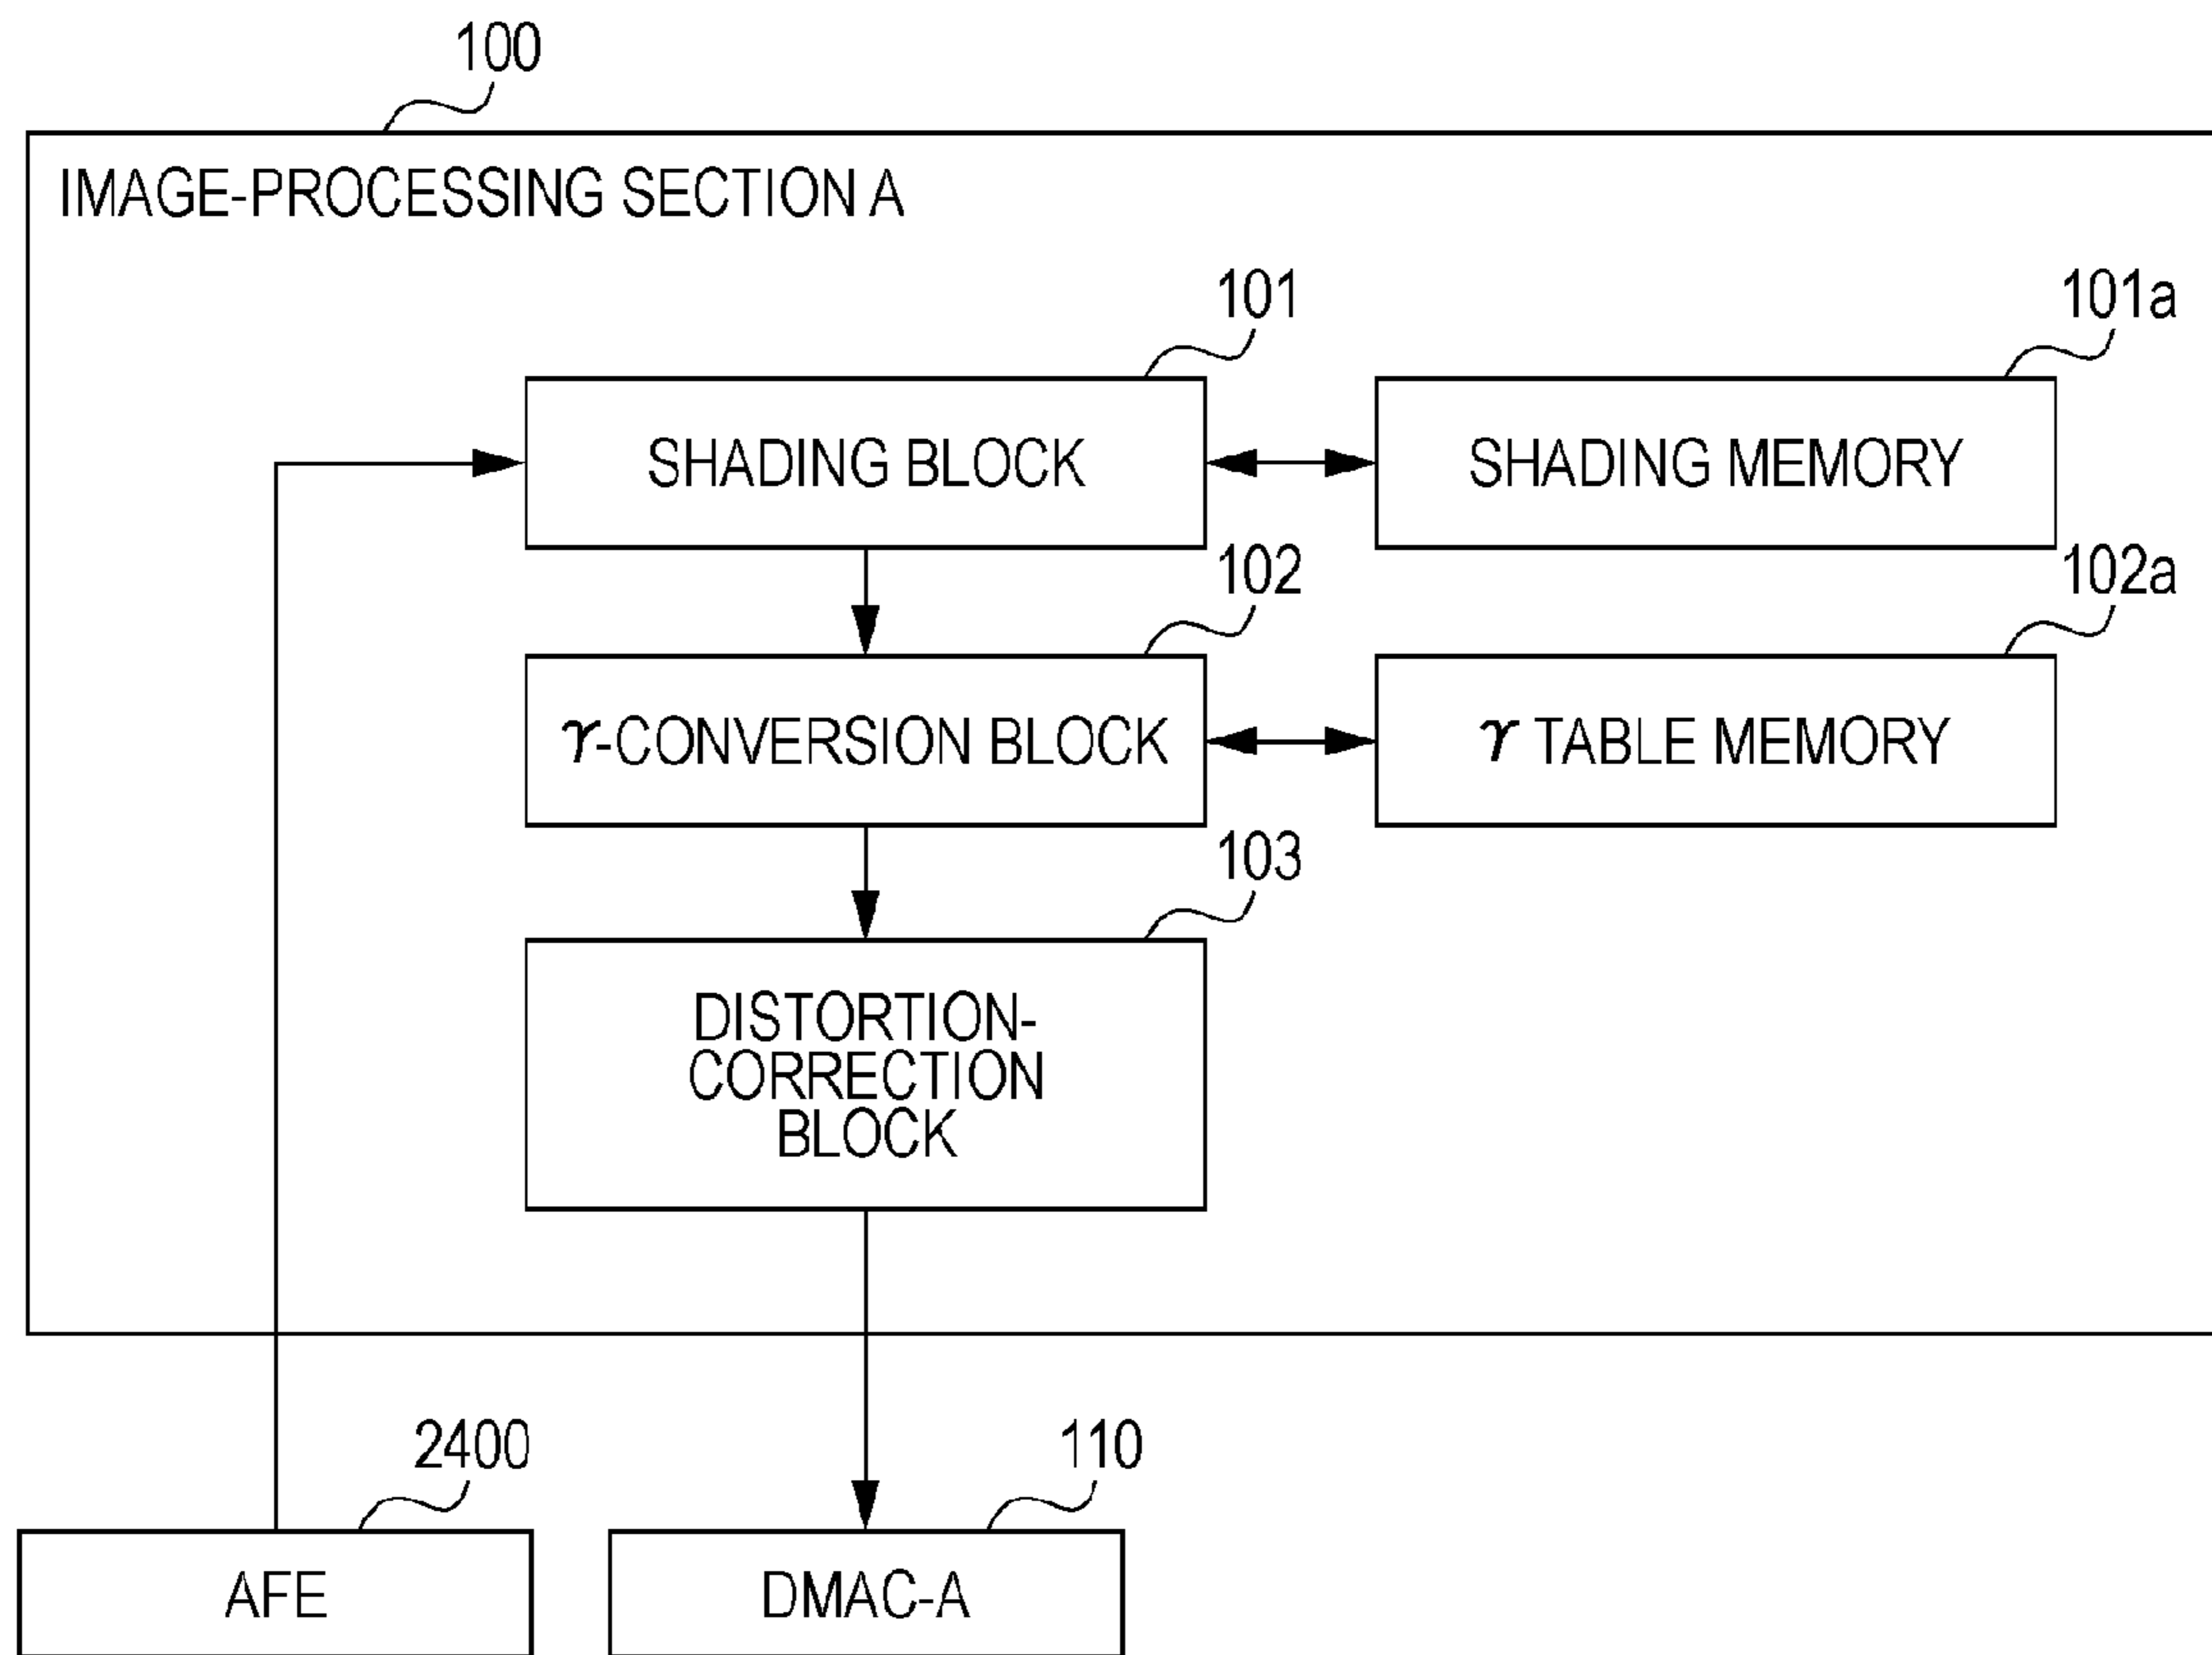 100
IMAGE-PROCESSING SECTION A
101
101a
SHADING BLOCK
SHADING MEMORY
102
102a
γ-CONVERSION BLOCK
γ TABLE MEMORY
103
DISTORTION-
CORRECTION
BLOCK
2400
110
AFE
DMAC-A